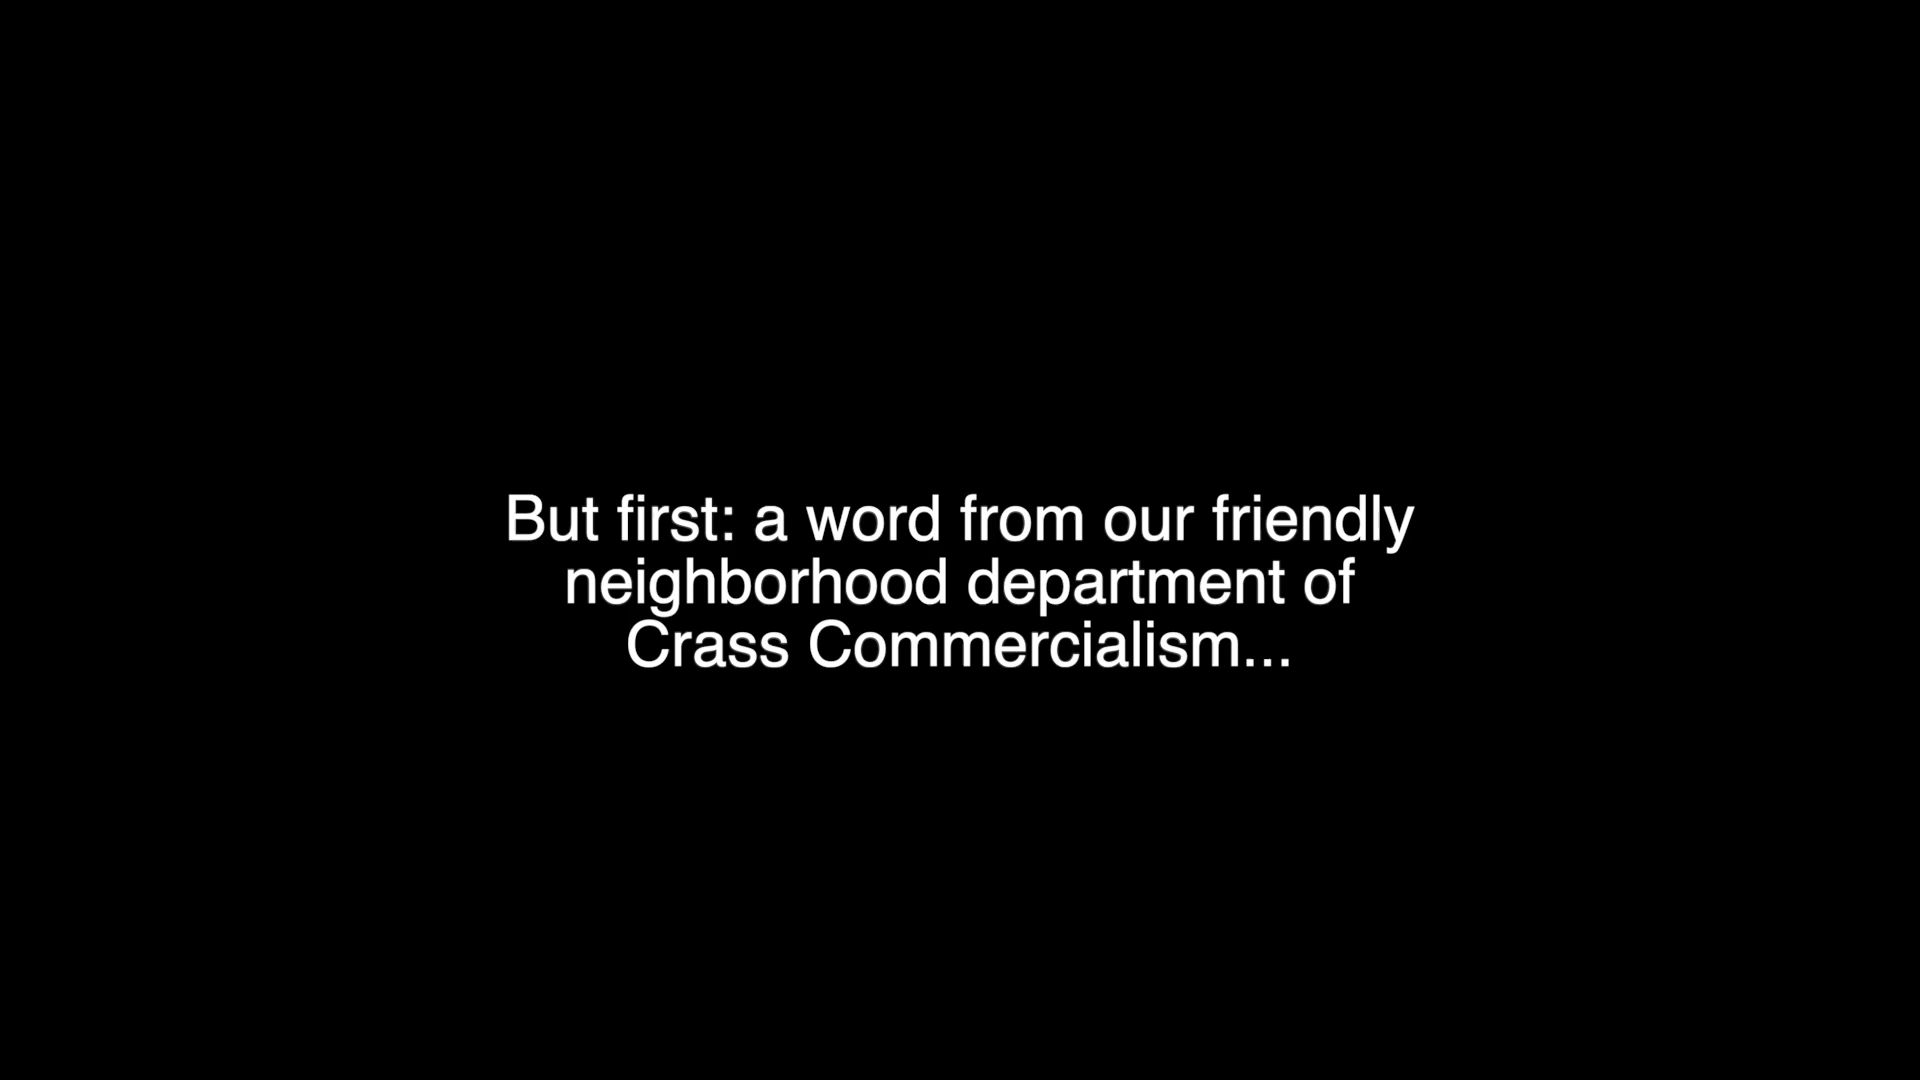 But first: a word from our friendly
neighborhood department of
Crass Commercialism...